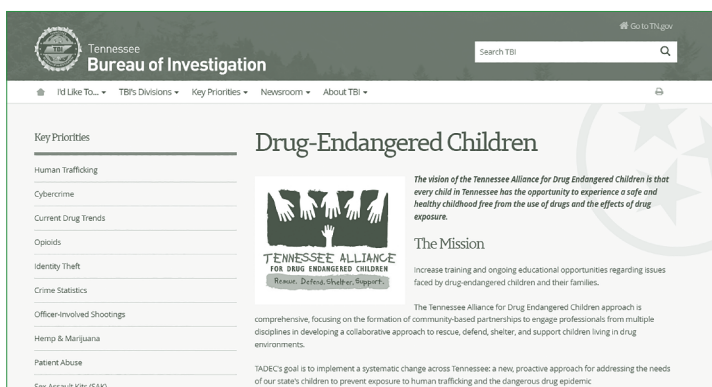 Go to TN.gov
TBI
Tennessee
Bureau of Investigation
Search TBI
I'd Like To...
TBI's Divisions
Key Priorities
Newsroom
About TBI
Key Priorities
Human Trafficking
Cybercrime
Current Drug Trends
Opioids
Identity Theft
Crime Statistics
Officer-Involved Shootings
Hemp & Marijuana
Patient Abuse
Sex Assault Kits (SAK)
Drug-Endangered Children
TENNESSEE ALLIANCE
FOR DRUG ENDANGERED CHILDREN
Rescue. Defend. Shelter. Support.
The vision of the Tennessee Alliance for Drug Endangered Children is that
every child in Tennessee has the opportunity to experience a safe and
healthy childhood free from the use of drugs and the effects of drug
exposure.
The Mission
Increase training and ongoing educational opportunities regarding issues
faced by drug-endangered children and their families.
The Tennessee Alliance for Drug Endangered Children approach is
comprehensive, focusing on the formation of community-based partnerships to engage professionals from multiple
disciplines in developing a collaborative approach to rescue, defend, shelter, and support children living in drug
environments.
TADEC's goal is to implement a systematic change across Tennessee: a new, proactive approach for addressing the needs
of our state's children to prevent exposure to human trafficking and the dangerous drug epidemic